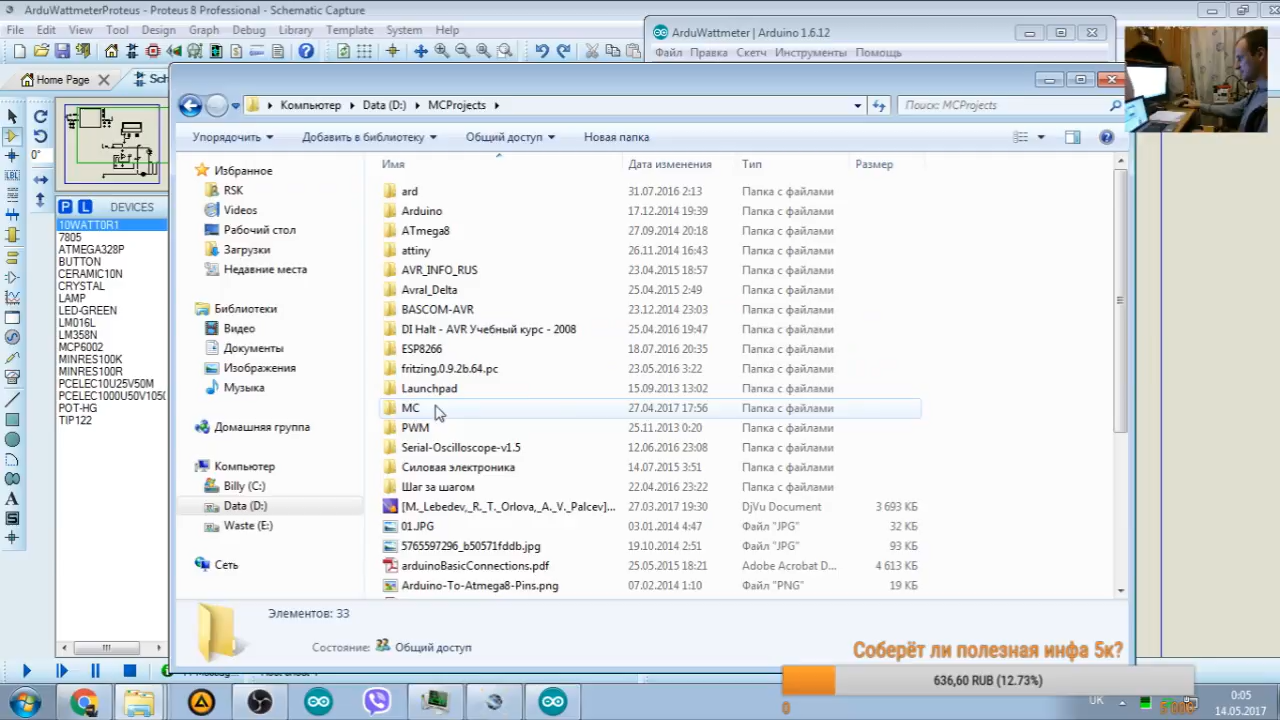 ArduWattmeterProteus - Proteus 8 Professional - Schematic Capture
File Edit View Tool Design Graph Debug Library Template System Help
ArduWattmeter | Arduino 1.6.12
Файл Правка Скетч Инструменты Помощь
Home Page
Sch
0°
LBL
P L DEVICES
10WATT0R1
7805
ATMEGA328P
BUTTON
CERAMIC10N
CRYSTAL
LAMP
LED-GREEN
LM016L
LM358N
MCP6002
MINRES100K
MINRES100R
PCELEC10U25V50M
PCELEC1000U50V1050
POT-HG
TIP122
Компьютер Data (D:) MCProjects
Поиск: MCProjects
Упорядочить Добавить в библиотеку Общий доступ Новая папка
Избранное
RSK
Videos
Рабочий стол
Загрузки
Недавние места
Библиотеки
Видео
Документы
Изображения
Музыка
Домашняя группа
Компьютер
Billy (C:)
Data (D:)
Waste (E:)
Сеть
Имя Дата изменения Тип Размер
ard 31.07.2016 2:13 Папка с файлами
Arduino 17.12.2014 19:39 Папка с файлами
ATmega8 27.09.2014 20:18 Папка с файлами
attiny 26.11.2014 16:43 Папка с файлами
AVR_INFO_RUS 23.04.2015 18:57 Папка с файлами
Avral_Delta 25.04.2015 2:49 Папка с файлами
BASCOM-AVR 23.12.2014 23:03 Папка с файлами
DI Halt - AVR Учебный курс - 2008 25.04.2016 19:47 Папка с файлами
ESP8266 18.07.2016 20:35 Папка с файлами
fritzing.0.9.2b.64.pc 23.05.2016 3:22 Папка с файлами
Launchpad 15.09.2013 13:02 Папка с файлами
MC 27.04.2017 17:56 Папка с файлами
PWM 25.11.2013 0:20 Папка с файлами
Serial-Oscilloscope-v1.5 12.06.2016 23:08 Папка с файлами
Силовая электроника 14.07.2015 3:51 Папка с файлами
Шаг за шагом 22.04.2016 23:22 Папка с файлами
[M._Lebedev,_R._T._Orlova,_A._V._Palcev]... 27.03.2017 19:30 DjVu Document 3 693 КБ
01.JPG 03.01.2014 4:47 Файл "JPG" 32 КБ
5765597296_b50571fddb.jpg 19.10.2014 2:51 Файл "JPG" 93 КБ
arduinoBasicConnections.pdf 25.05.2015 18:21 Adobe Acrobat D... 4 613 КБ
Arduino-To-Atmega8-Pins.png 07.02.2014 1:10 Файл "PNG" 19 КБ
Элементов: 33
Состояние: Общий доступ
Соберёт ли полезная инфа 5к?
636,60 RUB (12.73%)
0
UK
0:05
14.05.2017